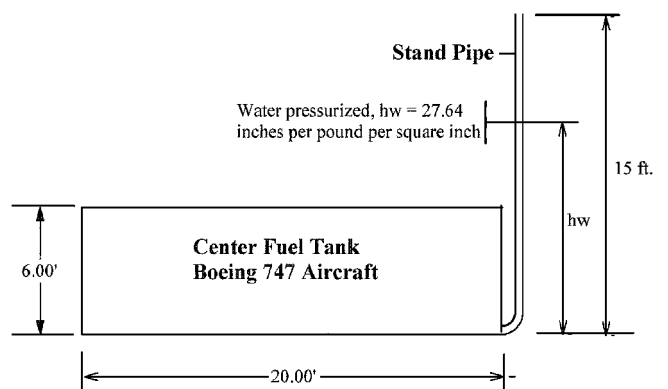 Stand Pipe
Water pressurized, hw = 27.64
inches per pound per square inch
15 ft.
hw
Center Fuel Tank
Boeing 747 Aircraft
6.00'
20.00'